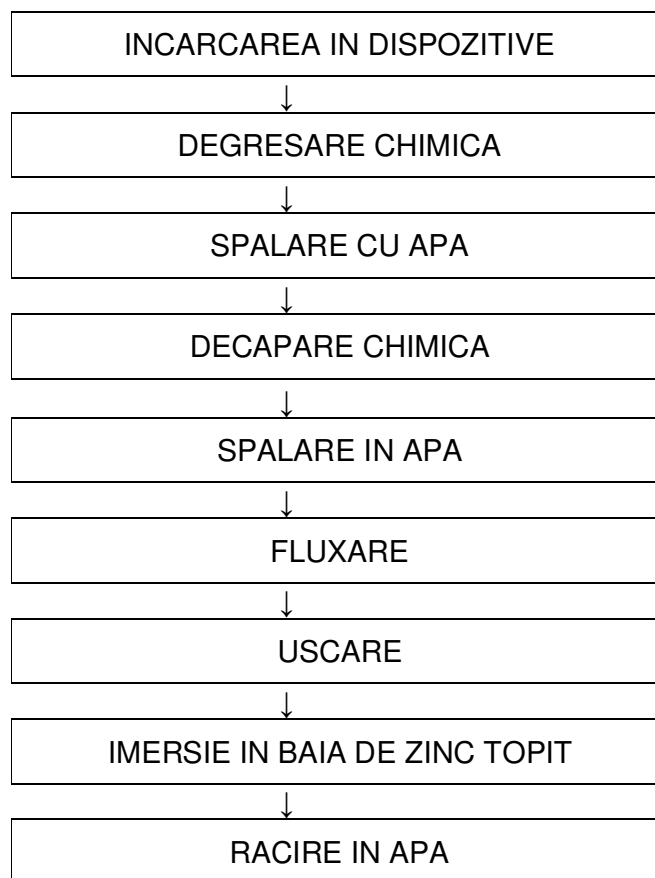 INCARCAREA IN DISPOZITIVE
↓
DEGRESARE CHIMICA
↓
SPALARE CU APA
↓
DECAPARE CHIMICA
↓
SPALARE IN APA
↓
FLUXARE
↓
USCARE
↓
IMERSIE IN BAIA DE ZINC TOPIT
↓
RACIRE IN APA